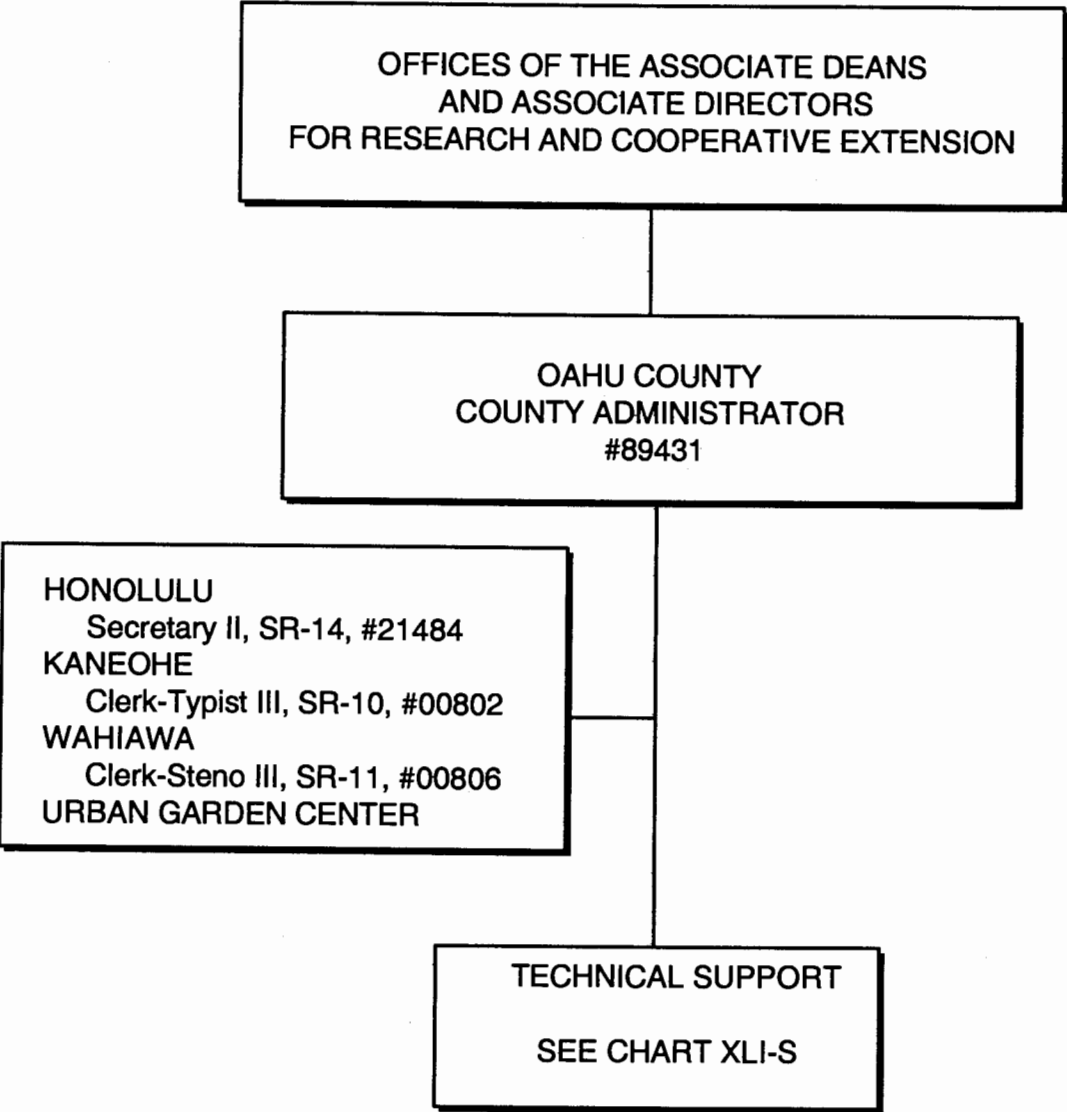 OFFICES OF THE ASSOCIATE DEANS
AND ASSOCIATE DIRECTORS
FOR RESEARCH AND COOPERATIVE EXTENSION
OAHU COUNTY
COUNTY ADMINISTRATOR
#89431
HONOLULU
Secretary II, SR-14, #21484
KANEOHE
Clerk-Typist III, SR-10, #00802
WAHIAWA
Clerk-Steno III, SR-11, #00806
URBAN GARDEN CENTER
TECHNICAL SUPPORT
SEE CHART XLI-S